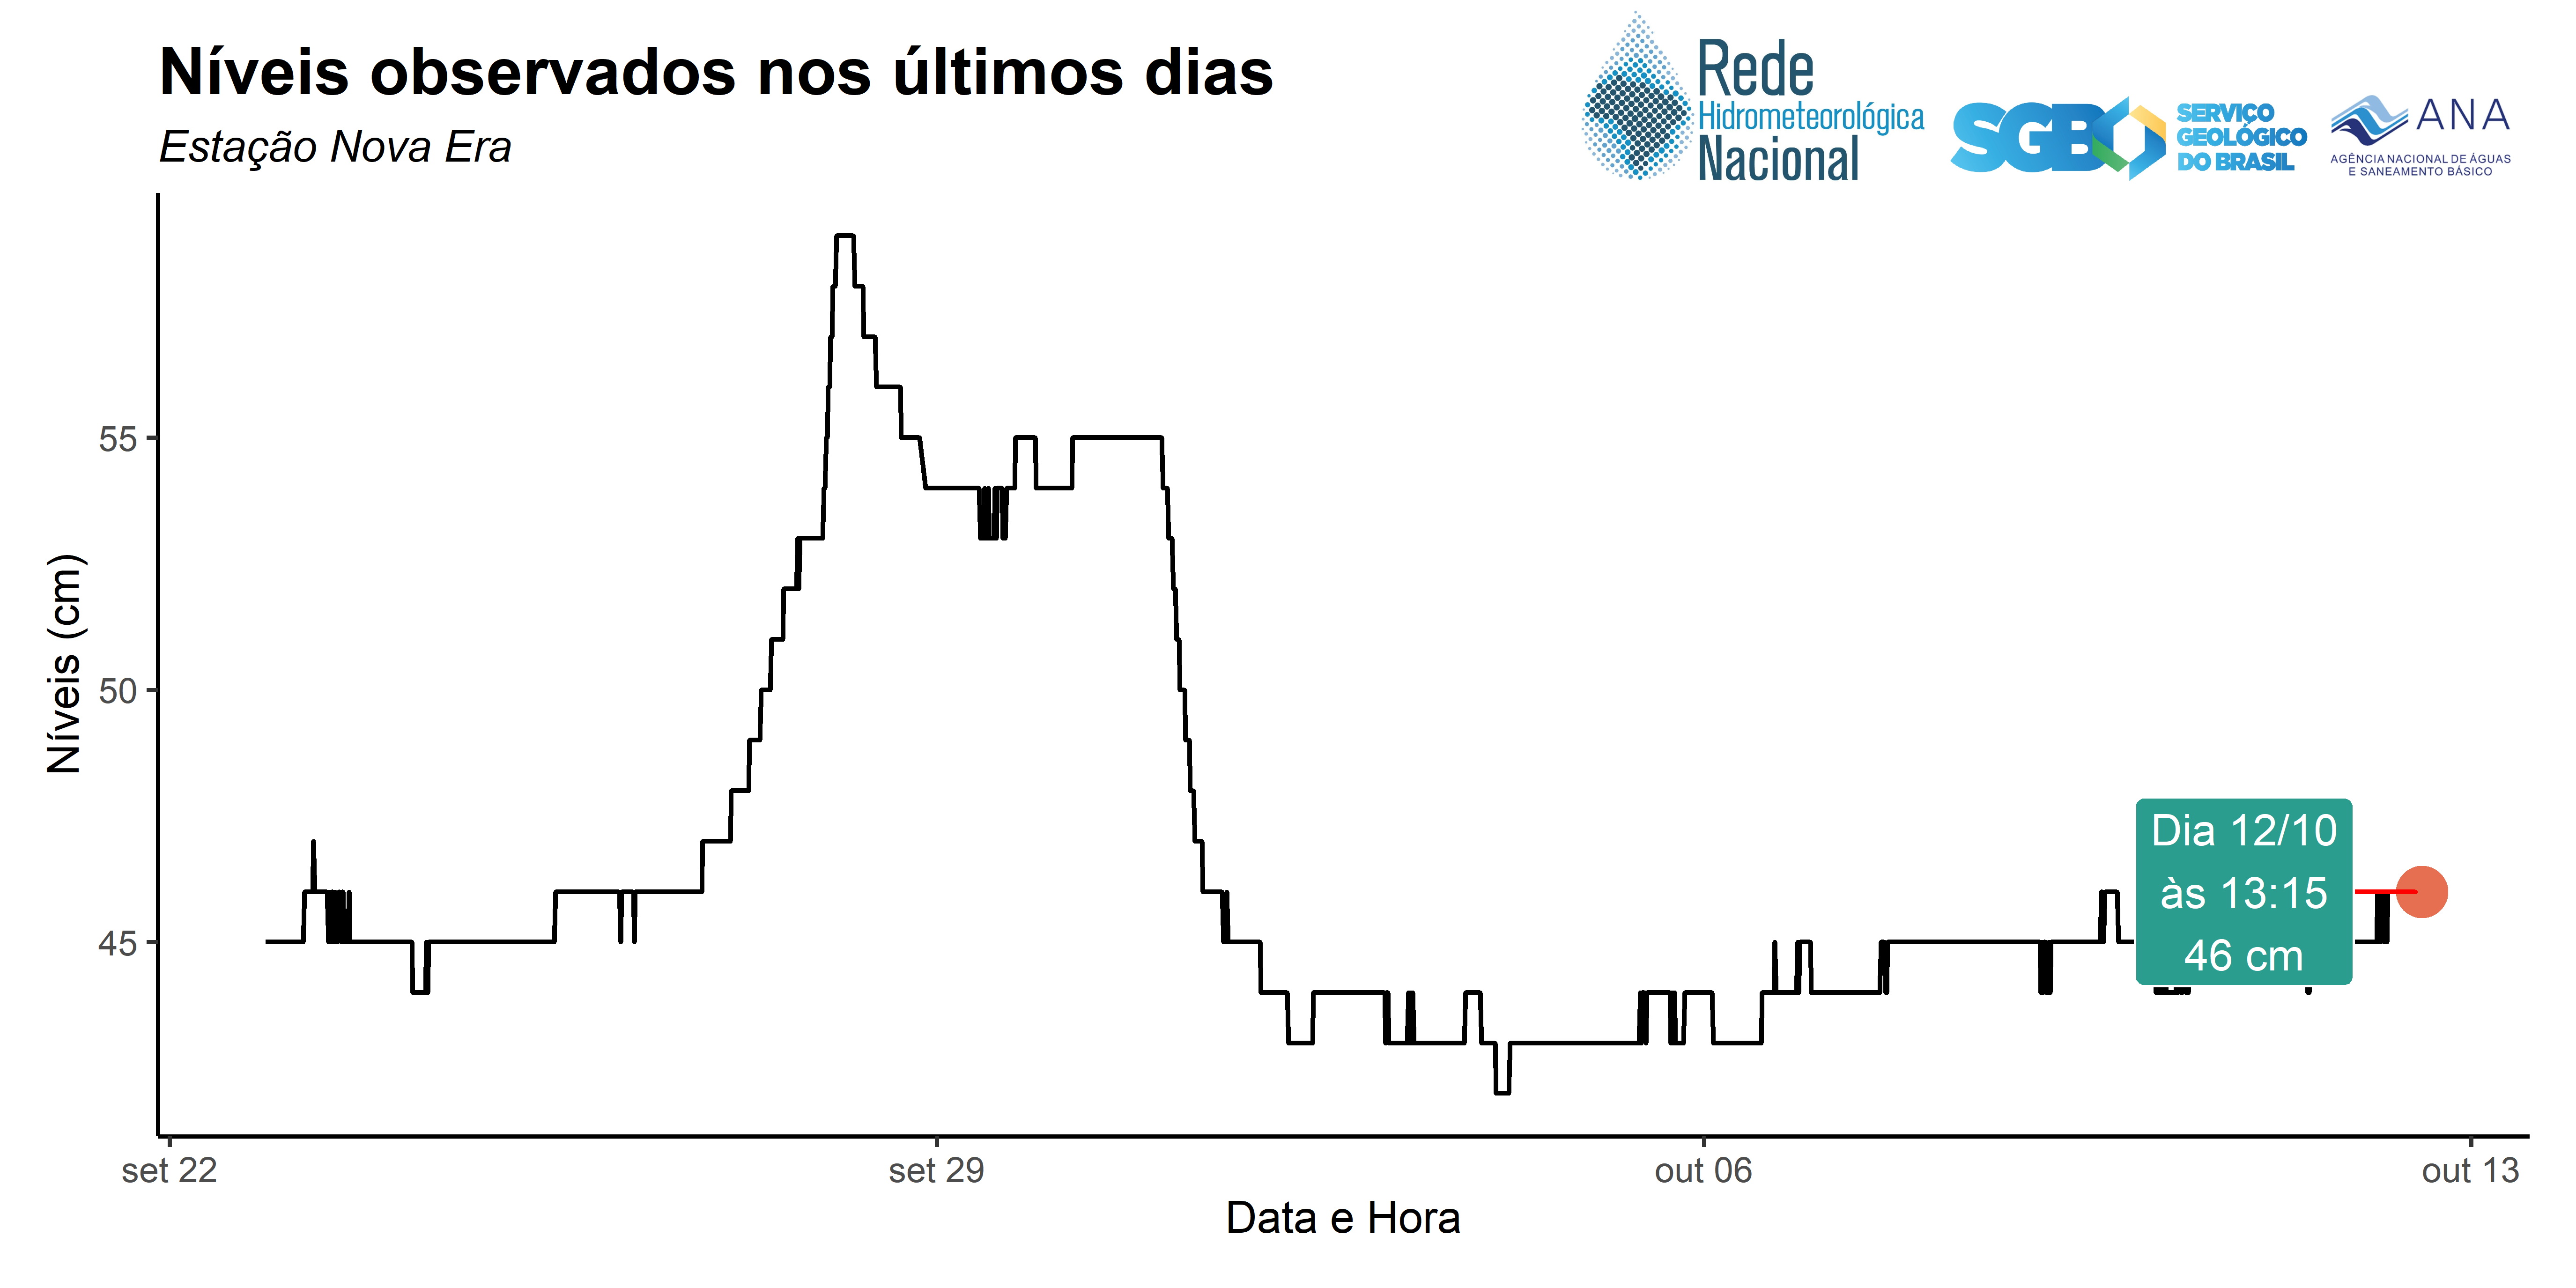 Níveis observados nos últimos dias
Estação Nova Era
Rede
Hidrometeorológica
Nacional
SGB
SERVIÇO
GEOLÓGICO
DO BRASIL
ANA
AGÊNCIA NACIONAL DE ÁGUAS
E SANEAMENTO BÁSICO
Níveis (cm)
55
50
45
Dia 12/10
às 13:15
46 cm
set 22
set 29
out 06
out 13
Data e Hora